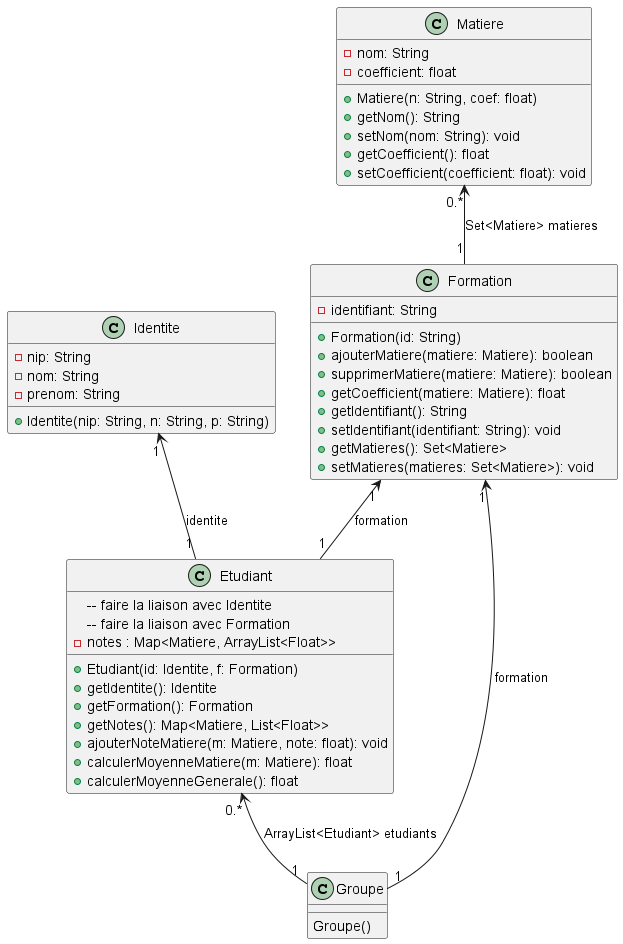 C Matiere
nom: String
coefficient: float
Matiere(n: String, coef: float)
getNom(): String
setNom(nom: String): void
getCoefficient(): float
setCoefficient(coefficient: float): void
0..*
Set<Matiere> matieres
1
C Formation
identifiant: String
Formation(id: String)
ajouterMatiere(matiere: Matiere): boolean
supprimerMatiere(matiere: Matiere): boolean
getCoefficient(matiere: Matiere): float
getIdentifiant(): String
setIdentifiant(identifiant: String): void
getMatieres(): Set<Matiere>
setMatieres(matieres: Set<Matiere>): void
C Identite
nip: String
nom: String
prenom: String
Identite(nip: String, n: String, p: String)
1
identite
1
1
formation
1
1
formation
1
C Etudiant
-- faire la liaison avec Identite
-- faire la liaison avec Formation
notes : Map<Matiere, ArrayList<Float>>
Etudiant(id: Identite, f: Formation)
getIdentite(): Identite
getFormation(): Formation
getNotes(): Map<Matiere, List<Float>>
ajouterNoteMatiere(m: Matiere, note: float): void
calculerMoyenneMatiere(m: Matiere): float
calculerMoyenneGenerale(): float
0..*
ArrayList<Etudiant> etudiants
1
C Groupe
Groupe()